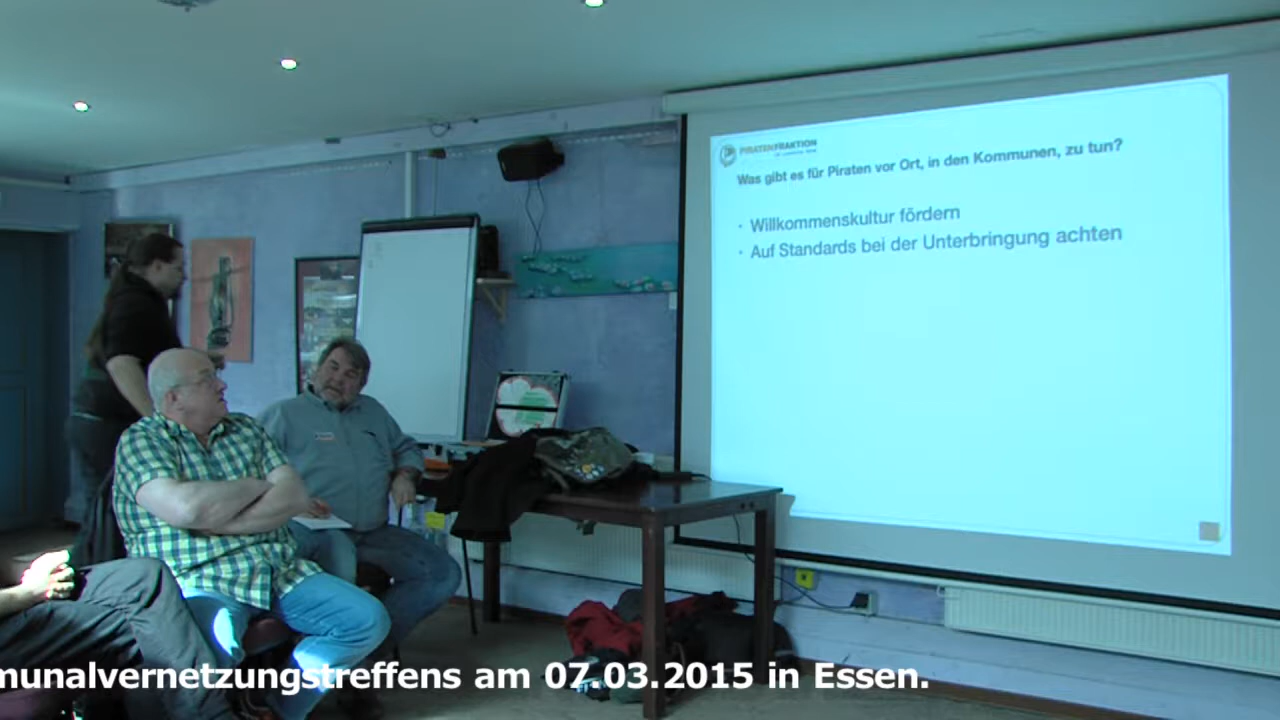 PIRATENFRAKTION
Was gibt es für Piraten vor Ort, in den Kommunen, zu tun?
· Willkommenskultur fördern
· Auf Standards bei der Unterbringung achten
munalvernetzungstreffens am 07.03.2015 in Essen.